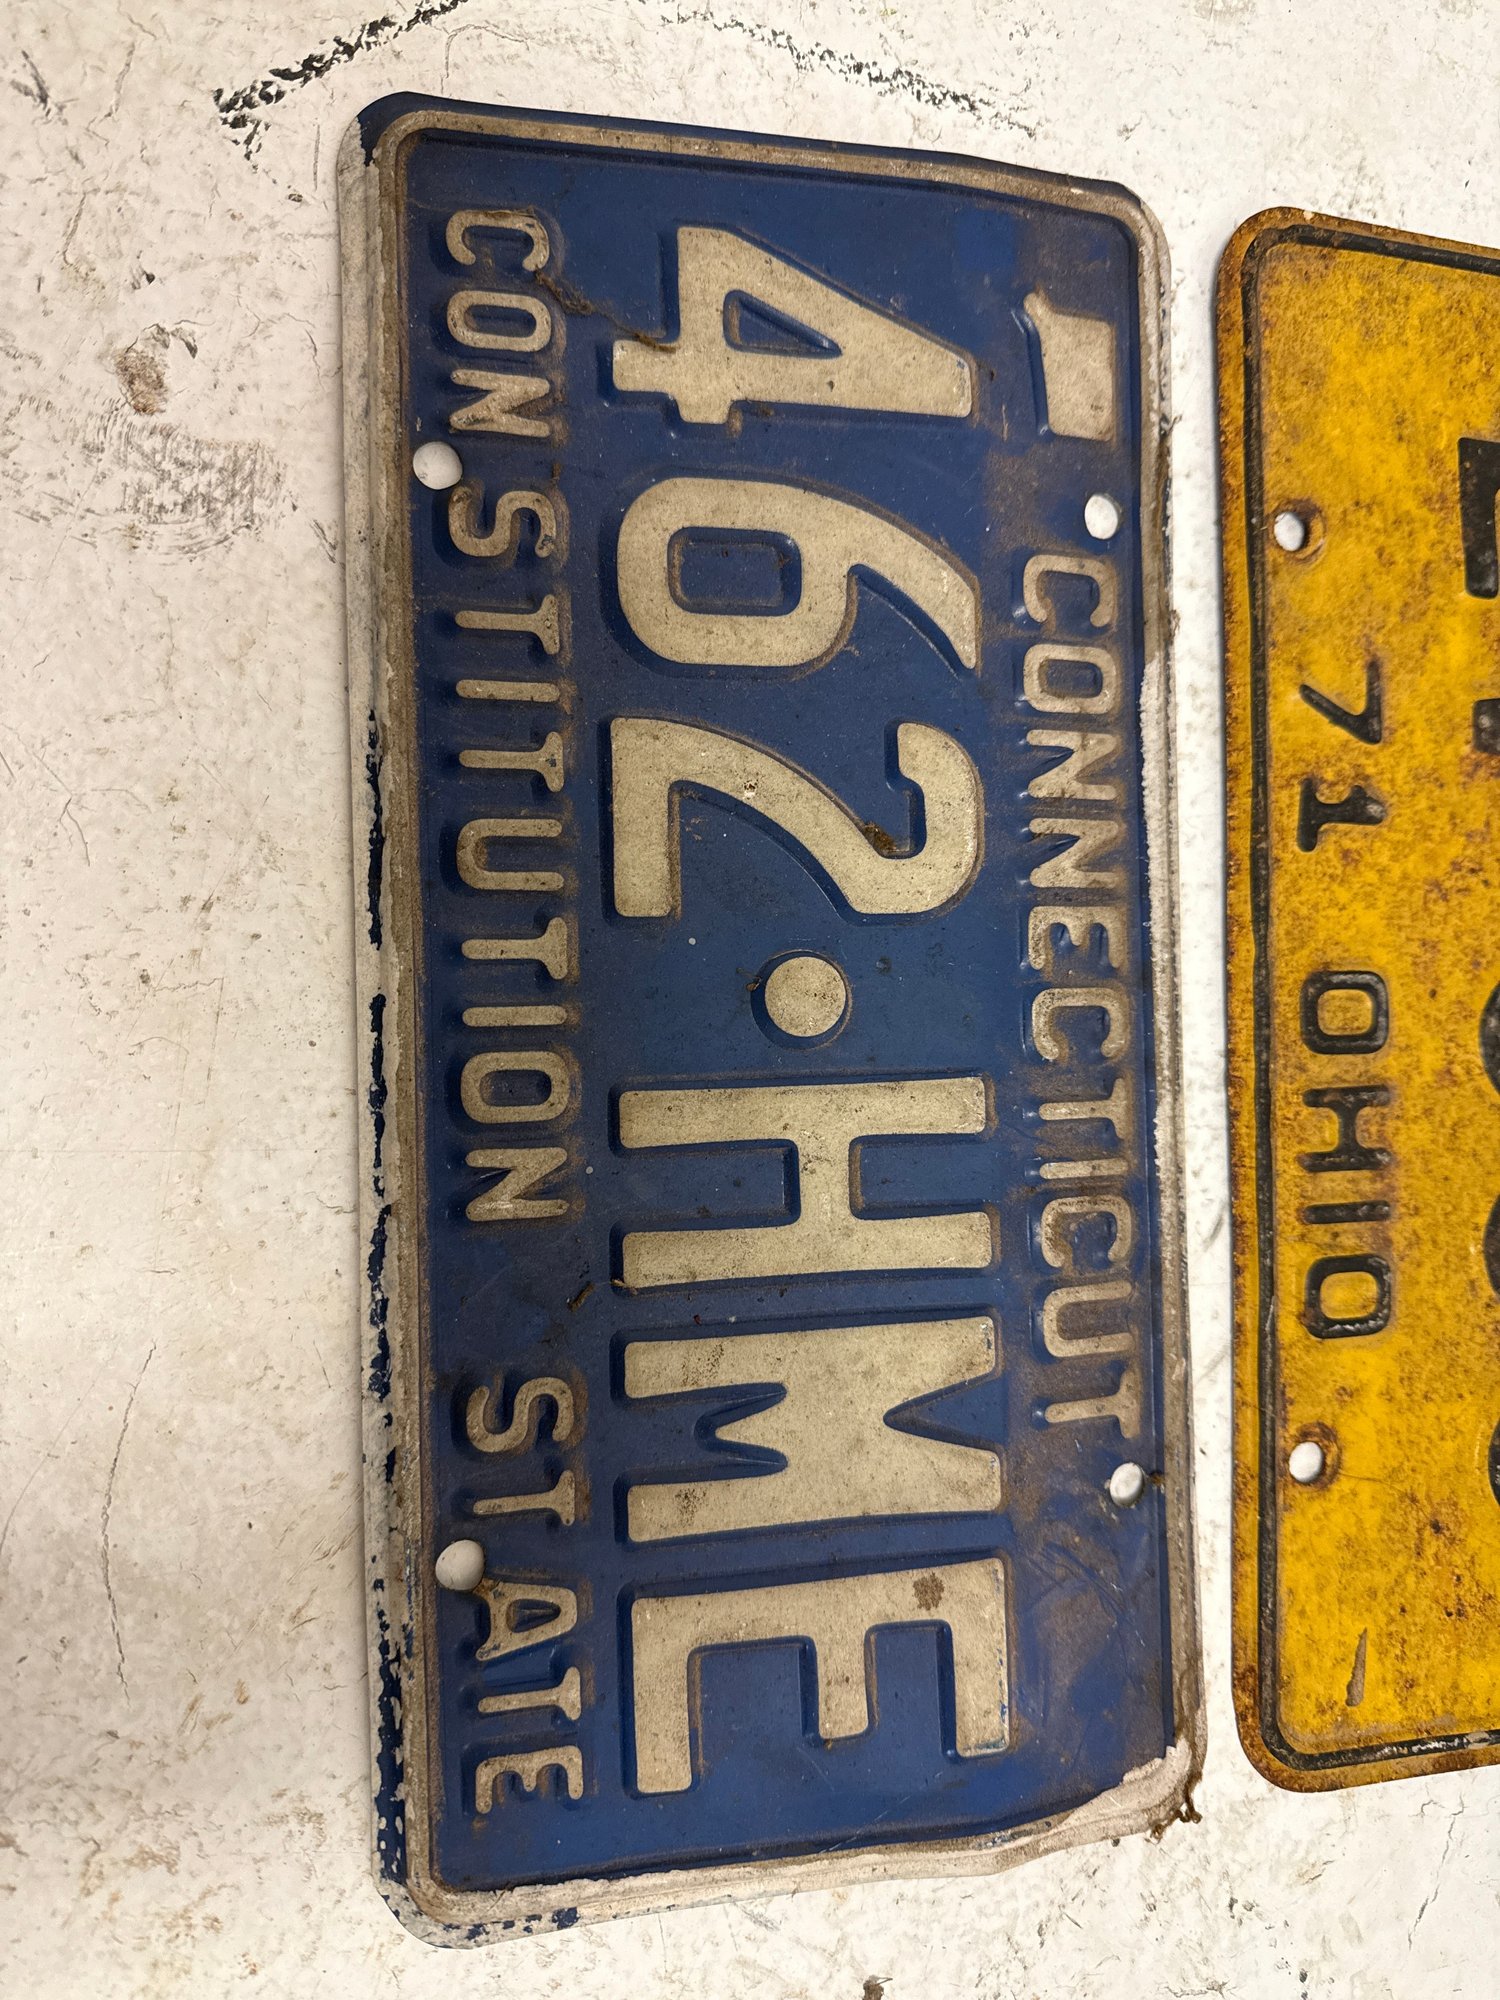 CONNECTICUT
462·HME
CONSTITUTION STATE
71 OHIO